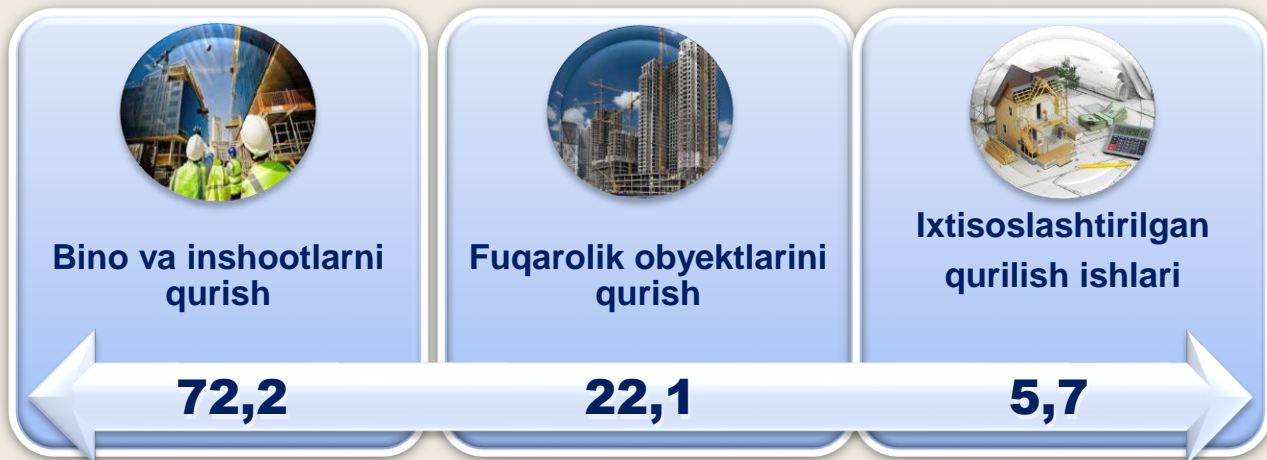 Bino va inshootlarni
qurish
Fuqarolik obyektlarini
qurish
Ixtisoslashtirilgan
qurilish ishlari
72,2
22,1
5,7